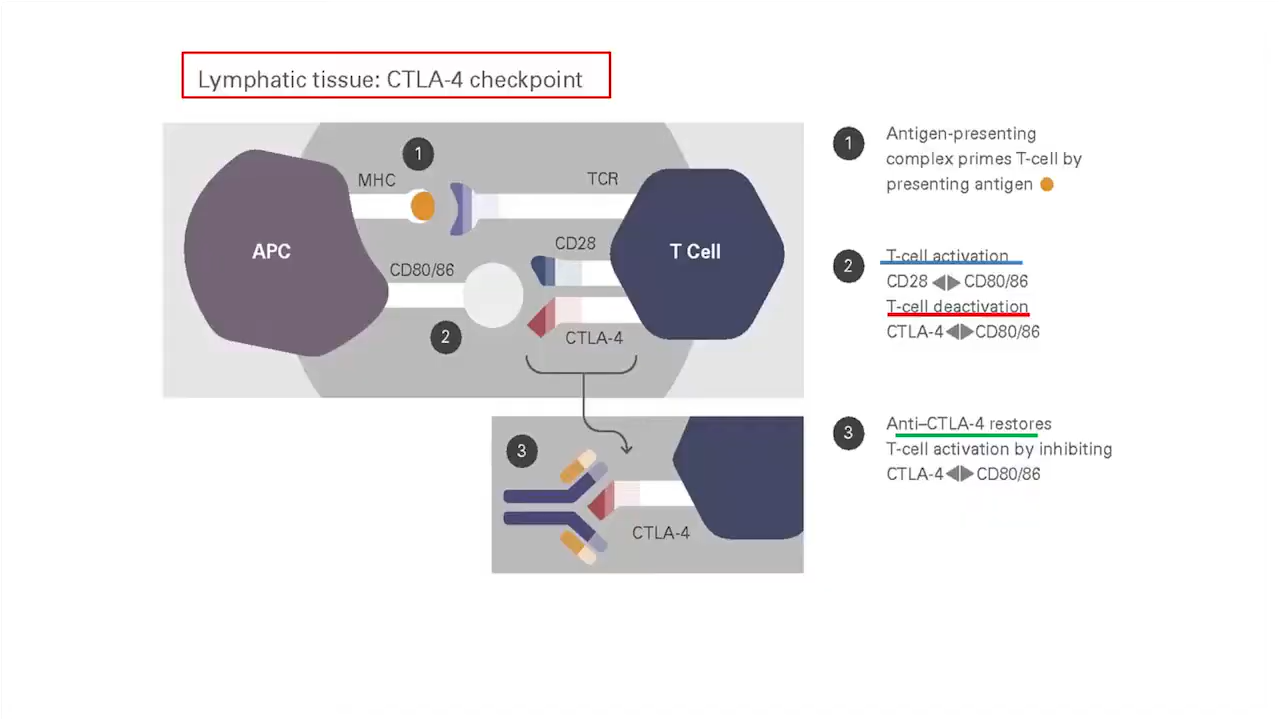 Lymphatic tissue: CTLA-4 checkpoint
1
MHC
TCR
APC
T Cell
CD28
CD80/86
2
CTLA-4
3
CTLA-4
1
Antigen-presenting
complex primes T-cell by
presenting antigen
2
T-cell activation
CD28 CD80/86
T-cell deactivation
CTLA-4 CD80/86
3
Anti–CTLA-4 restores
T-cell activation by inhibiting
CTLA-4 CD80/86